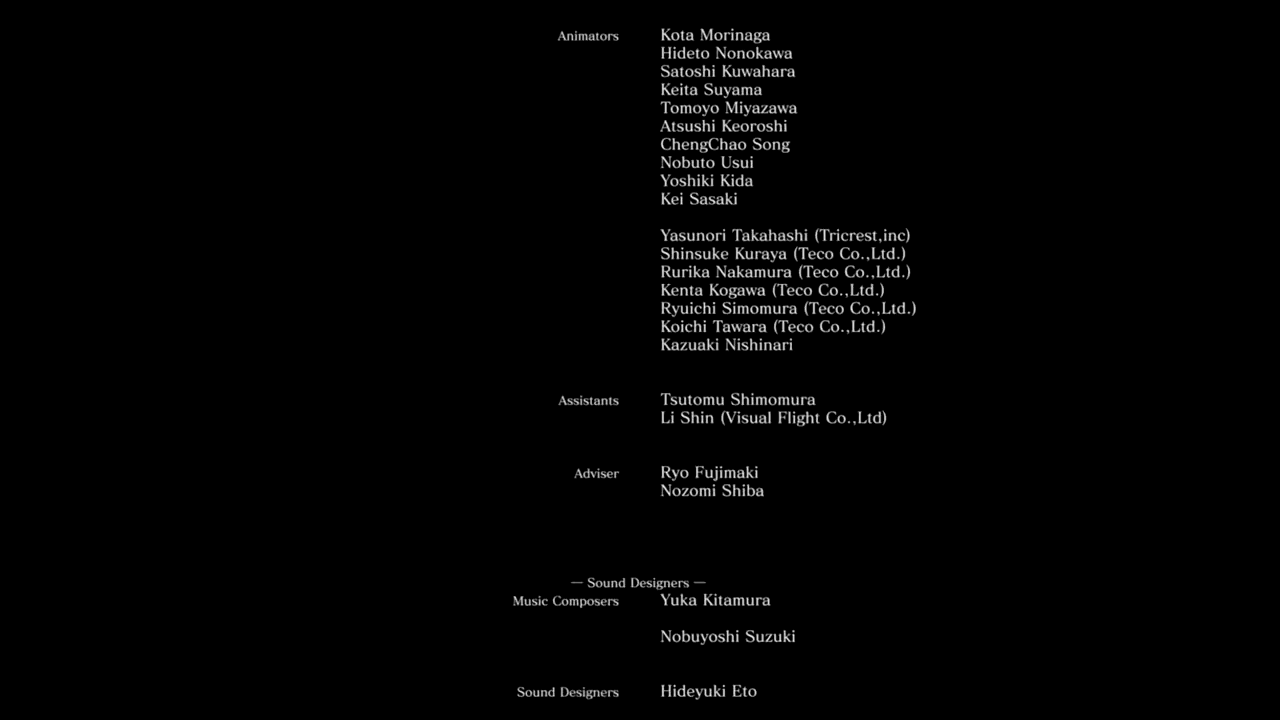 Animators Kota Morinaga
Hideto Nonokawa
Satoshi Kuwahara
Keita Suyama
Tomoyo Miyazawa
Atsushi Keoroshi
ChengChao Song
Nobuto Usui
Yoshiki Kida
Kei Sasaki
Yasunori Takahashi (Tricrest,inc)
Shinsuke Kuraya (Teco Co.,Ltd.)
Rurika Nakamura (Teco Co.,Ltd.)
Kenta Kogawa (Teco Co.,Ltd.)
Ryuichi Simomura (Teco Co.,Ltd.)
Koichi Tawara (Teco Co.,Ltd.)
Kazuaki Nishinari
Assistants Tsutomu Shimomura
Li Shin (Visual Flight Co.,Ltd)
Adviser Ryo Fujimaki
Nozomi Shiba
— Sound Designers —
Music Composers Yuka Kitamura
Nobuyoshi Suzuki
Sound Designers Hideyuki Eto